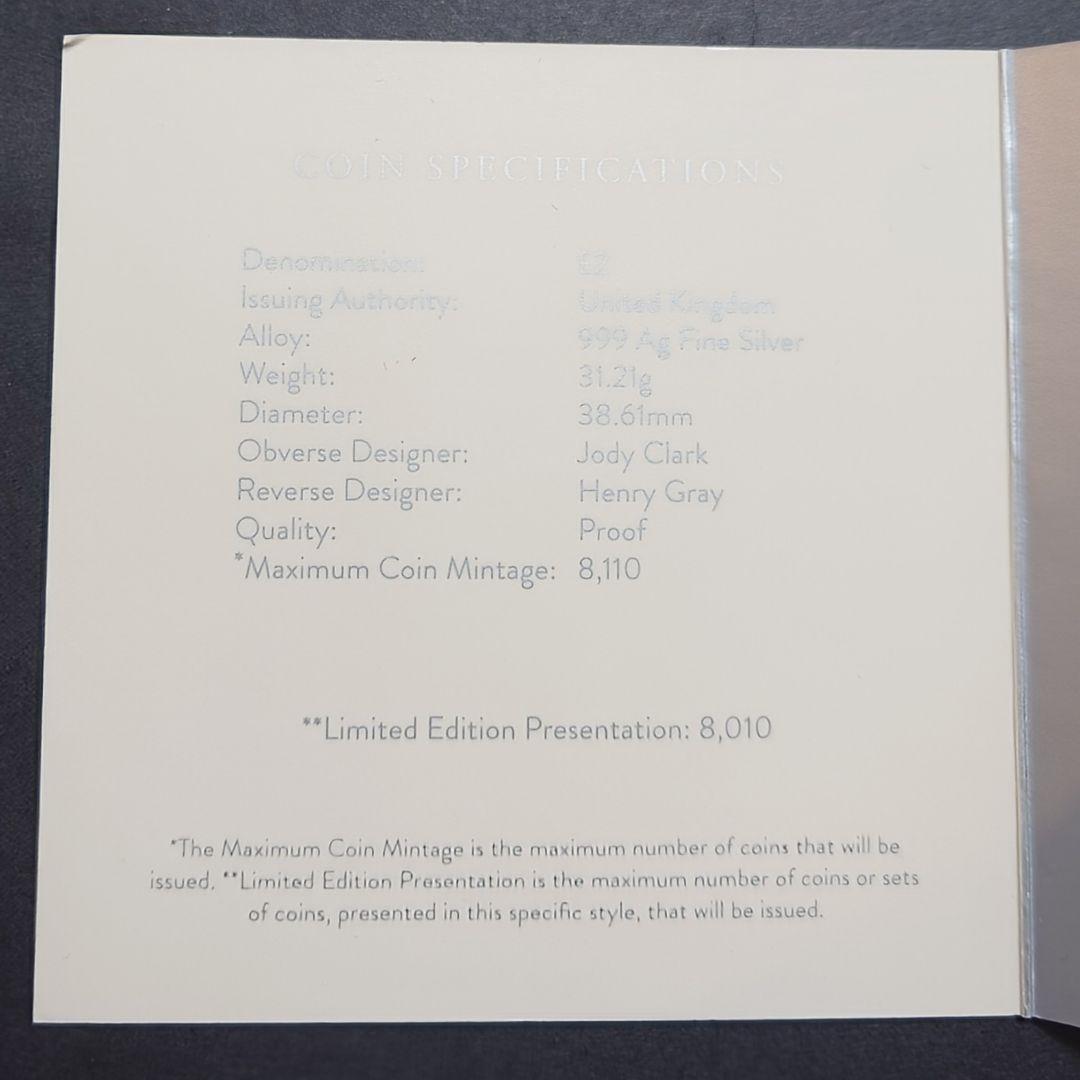 COIN SPECIFICATIONS
Denomination: £2
Issuing Authority: United Kingdom
Alloy: 999 Ag Fine Silver
Weight: 31.21g
Diameter: 38.61mm
Obverse Designer: Jody Clark
Reverse Designer: Henry Gray
Quality: Proof
*Maximum Coin Mintage: 8,110
**Limited Edition Presentation: 8,010
*The Maximum Coin Mintage is the maximum number of coins that will be
issued. **Limited Edition Presentation is the maximum number of coins or sets
of coins, presented in this specific style, that will be issued.